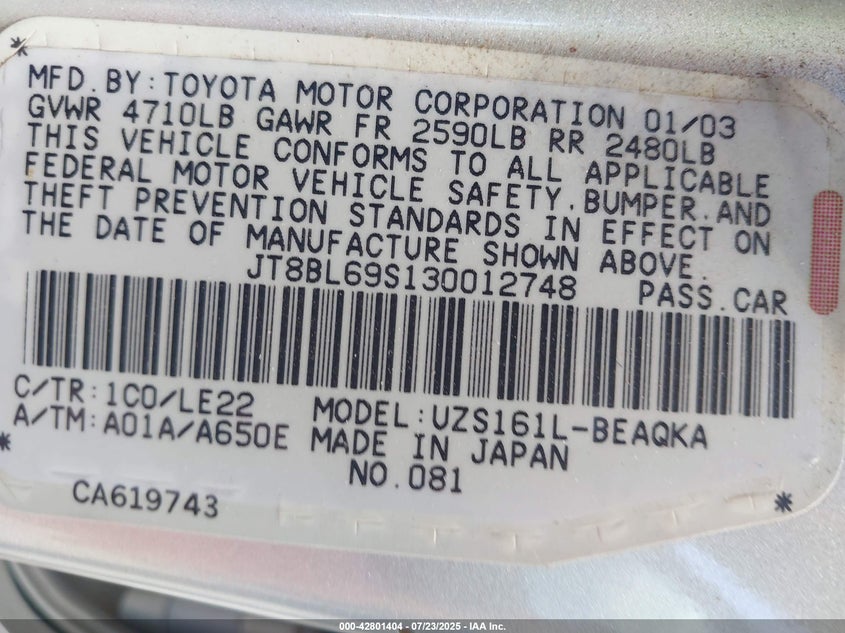 MFD.BY:TOYOTA MOTOR CORPORATION 01/03
GVWR 4710LB GAWR FR 2590LB RR 2480LB
THIS VEHICLE CONFORMS TO ALL APPLICABLE
FEDERAL MOTOR VEHICLE SAFETY.BUMPER.AND
THEFT PREVENTION STANDARDS IN EFFECT ON
THE DATE OF MANUFACTURE SHOWN ABOVE.
JT8BL69S130012748 PASS.CAR
C/TR:1C0/LE22 MODEL:UZS161L-BEAQKA
A/TM:A01A/A650E MADE IN JAPAN
NO.081
CA619743
000-42801404 | 07/23/2025 - IAA Inc.